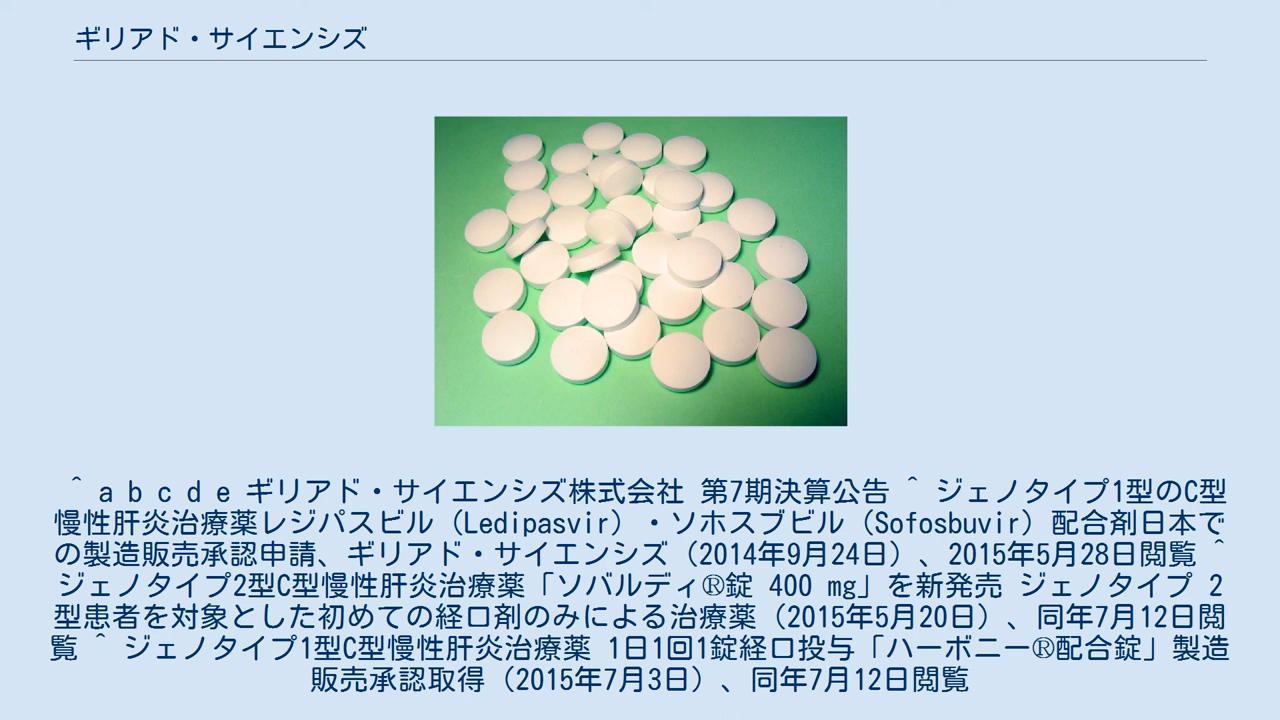 ギリアド・サイエンシズ
＾ a b c d e ギリアド・サイエンシズ株式会社 第7期決算公告 ＾ ジェノタイプ1型のC型
慢性肝炎治療薬レジパスビル（Ledipasvir）・ソホスブビル（Sofosbuvir）配合剤日本で
の製造販売承認申請、ギリアド・サイエンシズ（2014年9月24日）、2015年5月28日閲覧 ＾
ジェノタイプ2型C型慢性肝炎治療薬「ソバルディ®錠 400 mg」を新発売 ジェノタイプ 2
型患者を対象とした初めての経口剤のみによる治療薬（2015年5月20日）、同年7月12日閲
覧 ＾ ジェノタイプ1型C型慢性肝炎治療薬 1日1回1錠経口投与「ハーボニー®配合錠」製造
販売承認取得（2015年7月3日）、同年7月12日閲覧